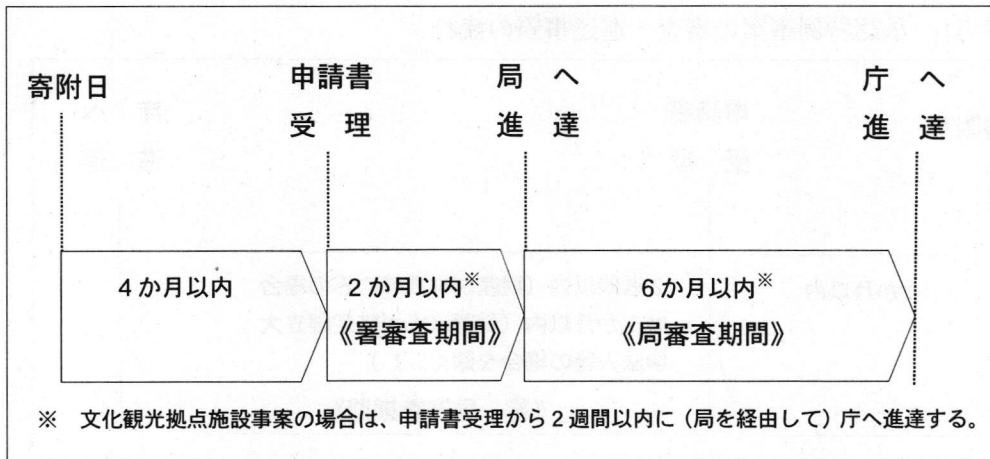 寄附日
申請書
受理
局へ
進達
庁へ
進達
4か月以内
2か月以内※
《署審査期間》
6か月以内※
《局審査期間》
※ 文化観光拠点施設事案の場合は、申請書受理から2週間以内に（局を経由して）庁へ進達する。